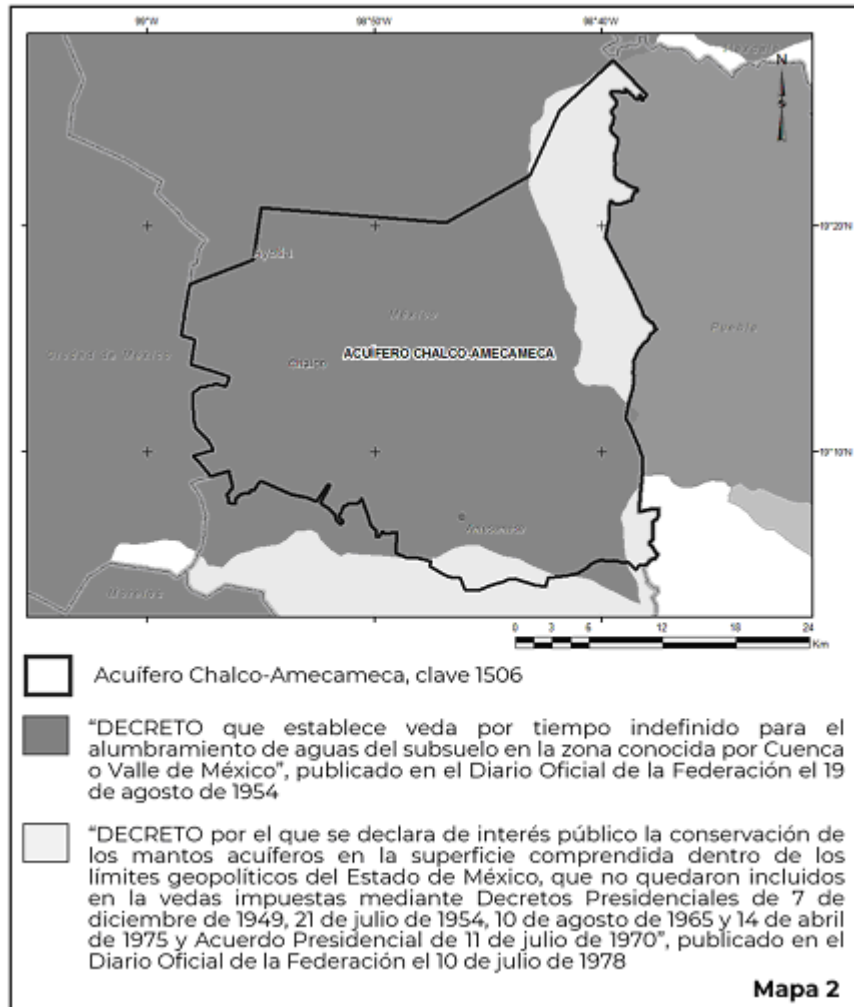 99°W 98°50'W 98°40'W
N
19°20'N
Ayotla
México
Puebla
Ciudad de México
ACUÍFERO CHALCO-AMECAMECA
Chalco
19°10'N
Amecameca
Morelos
0 3 6 12 18 24
Km
Acuífero Chalco-Amecameca, clave 1506
“DECRETO que establece veda por tiempo indefinido para el
alumbramiento de aguas del subsuelo en la zona conocida por Cuenca
o Valle de México”, publicado en el Diario Oficial de la Federación el 19
de agosto de 1954
“DECRETO por el que se declara de interés público la conservación de
los mantos acuíferos en la superficie comprendida dentro de los
límites geopolíticos del Estado de México, que no quedaron incluidos
en la vedas impuestas mediante Decretos Presidenciales de 7 de
diciembre de 1949, 21 de julio de 1954, 10 de agosto de 1965 y 14 de abril
de 1975 y Acuerdo Presidencial de 11 de julio de 1970”, publicado en el
Diario Oficial de la Federación el 10 de julio de 1978
Mapa 2